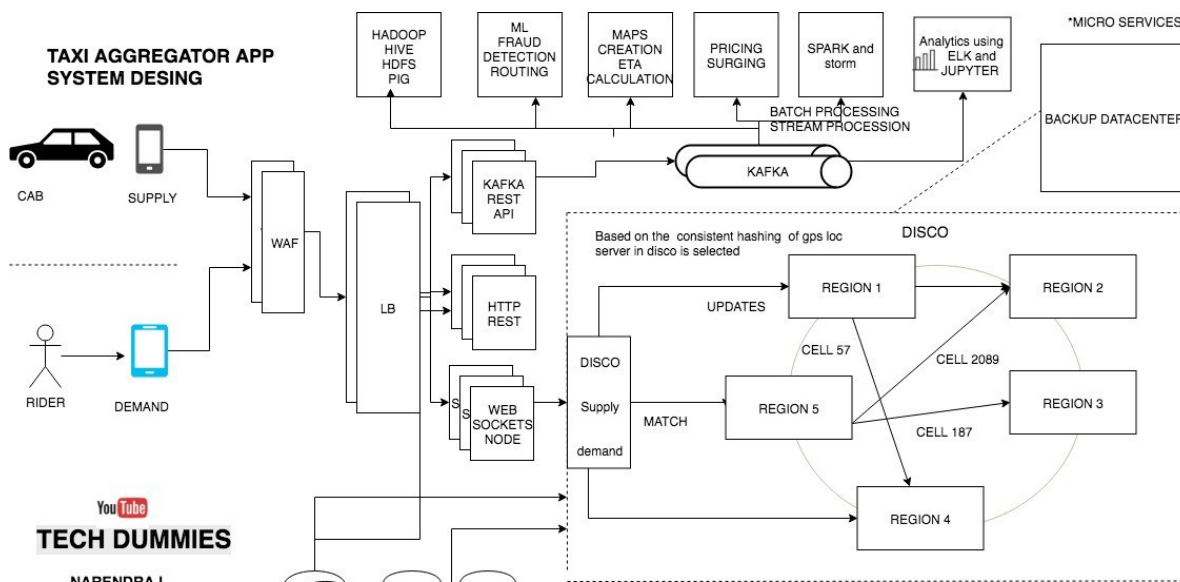 TAXI AGGREGATOR APP
SYSTEM DESING
HADOOP
HIVE
HDFS
PIG
ML
FRAUD
DETECTION
ROUTING
MAPS
CREATION
ETA
CALCULATION
PRICING
SURGING
SPARK and
storm
Analytics using
ELK and
JUPYTER
*MICRO SERVICES
BACKUP DATACENTER
BATCH PROCESSING
STREAM PROCESSION
KAFKA
CAB
SUPPLY
WAF
LB
KAFKA
REST
API
HTTP
REST
S
S
WEB
SOCKETS
NODE
RIDER
DEMAND
Based on the consistent hashing of gps loc
server in disco is selected
DISCO
DISCO
Supply
demand
UPDATES
MATCH
REGION 1
REGION 2
CELL 57
CELL 2089
REGION 5
REGION 3
CELL 187
REGION 4
YouTube
TECH DUMMIES
NARENDRA L